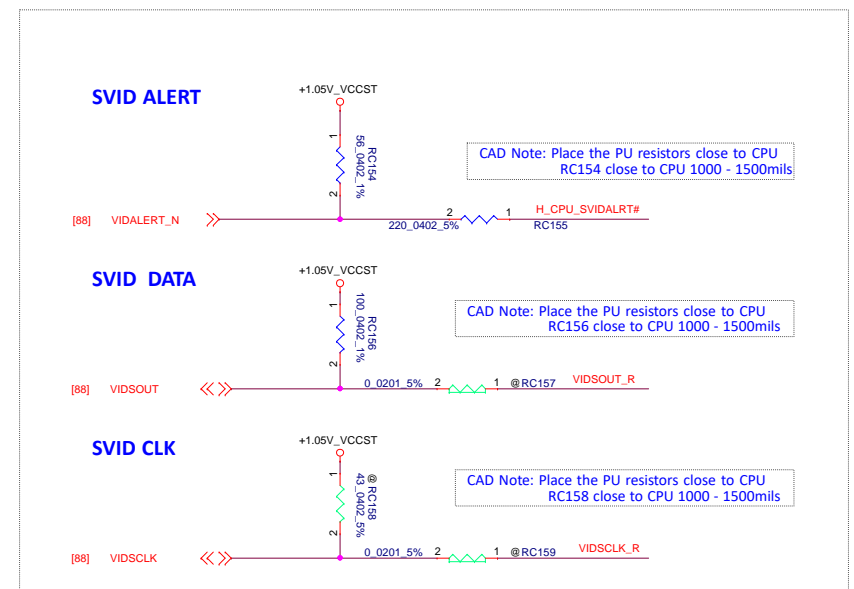 SVID ALERT
+1.05V_VCCST
1
RC154
56_0402_1%
2
CAD Note: Place the PU resistors close to CPU
RC154 close to CPU 1000 - 1500mils
[88] VIDALERT_N
2
1
H_CPU_SVIDALRT#
220_0402_5%
RC155
SVID DATA
+1.05V_VCCST
1
RC156
100_0402_1%
2
CAD Note: Place the PU resistors close to CPU
RC156 close to CPU 1000 - 1500mils
[88] VIDSOUT
0_0201_5% 2 1 @RC157 VIDSOUT_R
SVID CLK
+1.05V_VCCST
1
@RC158
43_0402_5%
2
CAD Note: Place the PU resistors close to CPU
RC158 close to CPU 1000 - 1500mils
[88] VIDSCLK
0_0201_5% 2 1 @RC159 VIDSCLK_R